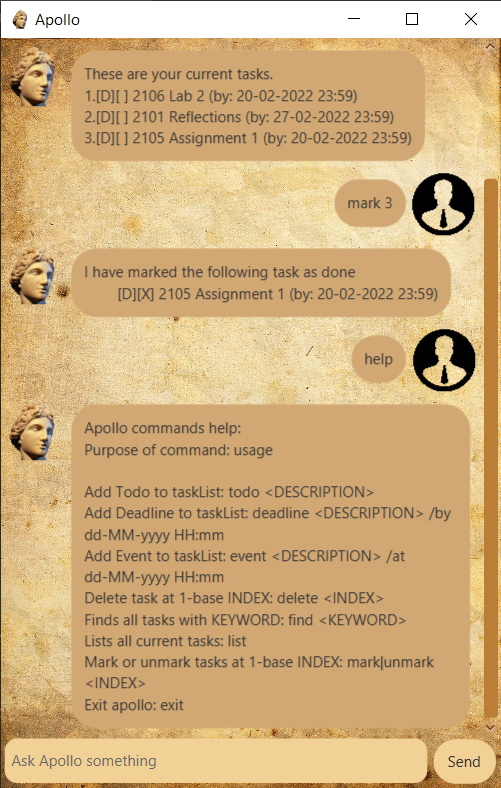 Apollo
These are your current tasks.
1.[D][ ] 2106 Lab 2 (by: 20-02-2022 23:59)
2.[D][ ] 2101 Reflections (by: 27-02-2022 23:59)
3.[D][ ] 2105 Assignment 1 (by: 20-02-2022 23:59)
mark 3
I have marked the following task as done
[D][X] 2105 Assignment 1 (by: 20-02-2022 23:59)
help
Apollo commands help:
Purpose of command: usage
Add Todo to taskList: todo <DESCRIPTION>
Add Deadline to taskList: deadline <DESCRIPTION> /by
dd-MM-yyyy HH:mm
Add Event to taskList: event <DESCRIPTION> /at
dd-MM-yyyy HH:mm
Delete task at 1-base INDEX: delete <INDEX>
Finds all tasks with KEYWORD: find <KEYWORD>
Lists all current tasks: list
Mark or unmark tasks at 1-base INDEX: mark|unmark
<INDEX>
Exit apollo: exit
Ask Apollo something
Send